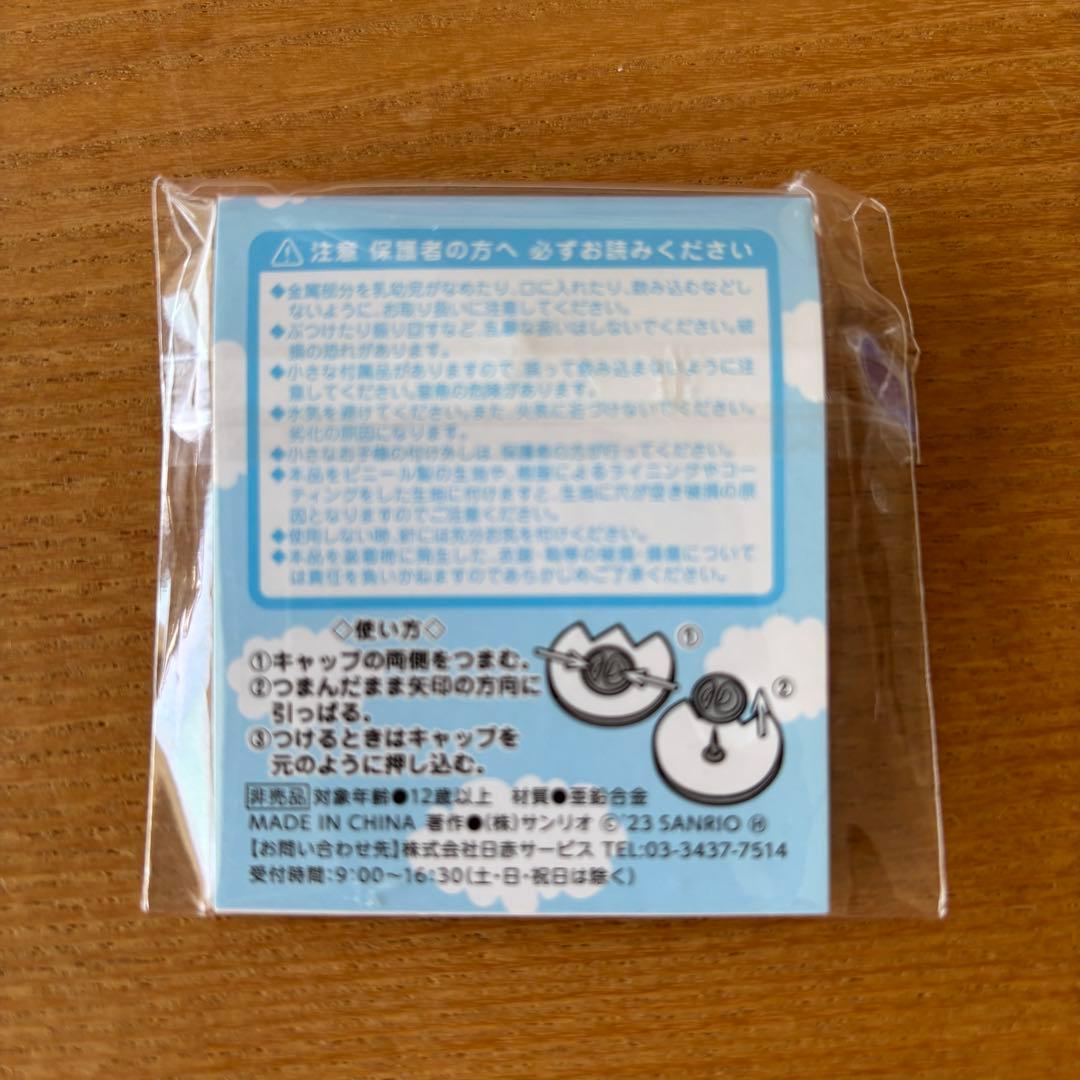 注意 保護者の方へ 必ずお読みください
◆金属部分を乳幼児がなめたり、口に入れたり、飲み込むなどし
ないように、お取り扱いに注意してください。
◆ぶつけたり振り回すなど、乱暴な扱いはしないでください。破
損の恐れがあります。
◆小さな付属品がありますので、誤って飲み込まないように注
意してください。窒息の危険があります。
◆水気を避けてください。また、火気に近づけないでください。
劣化の原因になります。
◆小さなお子様の付け外しは、保護者の方が行ってください。
◆本品をビニール製の生地や、樹脂によるライニングやコー
ティングをした生地に付けますと、生地に穴が空き破損の原
因となりますのでご注意ください。
◆使用しない時、針には充分お気を付けください。
◆本品を装着時に発生した、衣服、鞄等の破損・損傷については
は責任を負いかねますのであらかじめご了承ください。
◇使い方◇
①キャップの両側をつまむ。
②つまんだまま矢印の方向に
引っぱる。
③つけるときはキャップを
元のように押し込む。
①
②
非売品 対象年齢●12歳以上 材質●亜鉛合金
MADE IN CHINA 著作●(株)サンリオ ©'23 SANRIO Ⓗ
【お問い合わせ先】株式会社日赤サービス TEL:03-3437-7514
受付時間:9:00~16:30(土・日・祝日は除く)